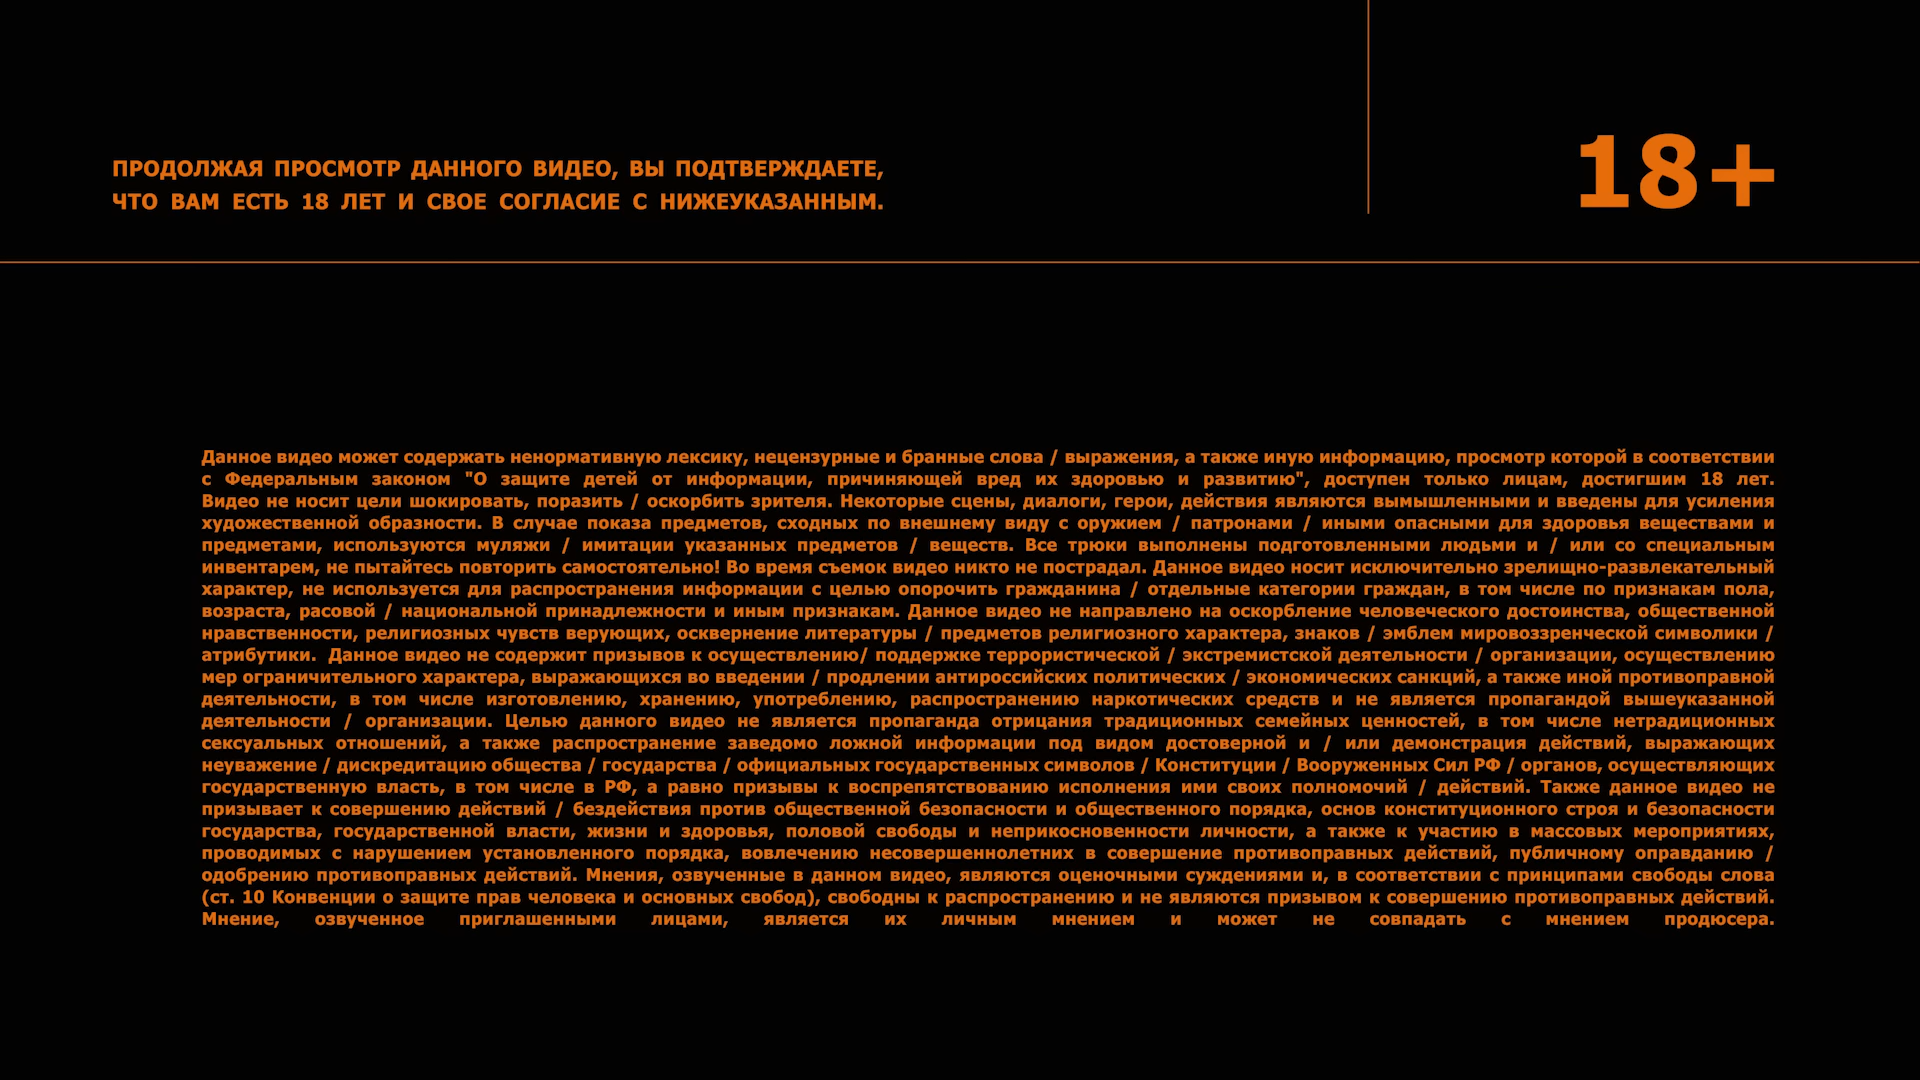 ПРОДОЛЖАЯ ПРОСМОТР ДАННОГО ВИДЕО, ВЫ ПОДТВЕРЖДАЕТЕ,
ЧТО ВАМ ЕСТЬ 18 ЛЕТ И СВОЕ СОГЛАСИЕ С НИЖЕУКАЗАННЫМ.
18+
Данное видео может содержать ненормативную лексику, нецензурные и бранные слова / выражения, а также иную информацию, просмотр которой в соответствии
с Федеральным законом "О защите детей от информации, причиняющей вред их здоровью и развитию", доступен только лицам, достигшим 18 лет.
Видео не носит цели шокировать, поразить / оскорбить зрителя. Некоторые сцены, диалоги, герои, действия являются вымышленными и введены для усиления
художественной образности. В случае показа предметов, сходных по внешнему виду с оружием / патронами / иными опасными для здоровья веществами и
предметами, используются муляжи / имитации указанных предметов / веществ. Все трюки выполнены подготовленными людьми и / или со специальным
инвентарем, не пытайтесь повторить самостоятельно! Во время съемок видео никто не пострадал. Данное видео носит исключительно зрелищно-развлекательный
характер, не используется для распространения информации с целью опорочить гражданина / отдельные категории граждан, в том числе по признакам пола,
возраста, расовой / национальной принадлежности и иным признакам. Данное видео не направлено на оскорбление человеческого достоинства, общественной
нравственности, религиозных чувств верующих, осквернение литературы / предметов религиозного характера, знаков / эмблем мировоззренческой символики /
атрибутики. Данное видео не содержит призывов к осуществлению/ поддержке террористической / экстремистской деятельности / организации, осуществлению
мер ограничительного характера, выражающихся во введении / продлении антироссийских политических / экономических санкций, а также иной противоправной
деятельности, в том числе изготовлению, хранению, употреблению, распространению наркотических средств и не является пропагандой вышеуказанной
деятельности / организации. Целью данного видео не является пропаганда отрицания традиционных семейных ценностей, в том числе нетрадиционных
сексуальных отношений, а также распространение заведомо ложной информации под видом достоверной и / или демонстрация действий, выражающих
неуважение / дискредитацию общества / государства / официальных государственных символов / Конституции / Вооруженных Сил РФ / органов, осуществляющих
государственную власть, в том числе в РФ, а равно призывы к воспрепятствованию исполнения ими своих полномочий / действий. Также данное видео не
призывает к совершению действий / бездействия против общественной безопасности и общественного порядка, основ конституционного строя и безопасности
государства, государственной власти, жизни и здоровья, половой свободы и неприкосновенности личности, а также к участию в массовых мероприятиях,
проводимых с нарушением установленного порядка, вовлечению несовершеннолетних в совершение противоправных действий, публичному оправданию /
одобрению противоправных действий. Мнения, озвученные в данном видео, являются оценочными суждениями и, в соответствии с принципами свободы слова
(ст. 10 Конвенции о защите прав человека и основных свобод), свободны к распространению и не являются призывом к совершению противоправных действий.
Мнение, озвученное приглашенными лицами, является их личным мнением и может не совпадать с мнением продюсера.